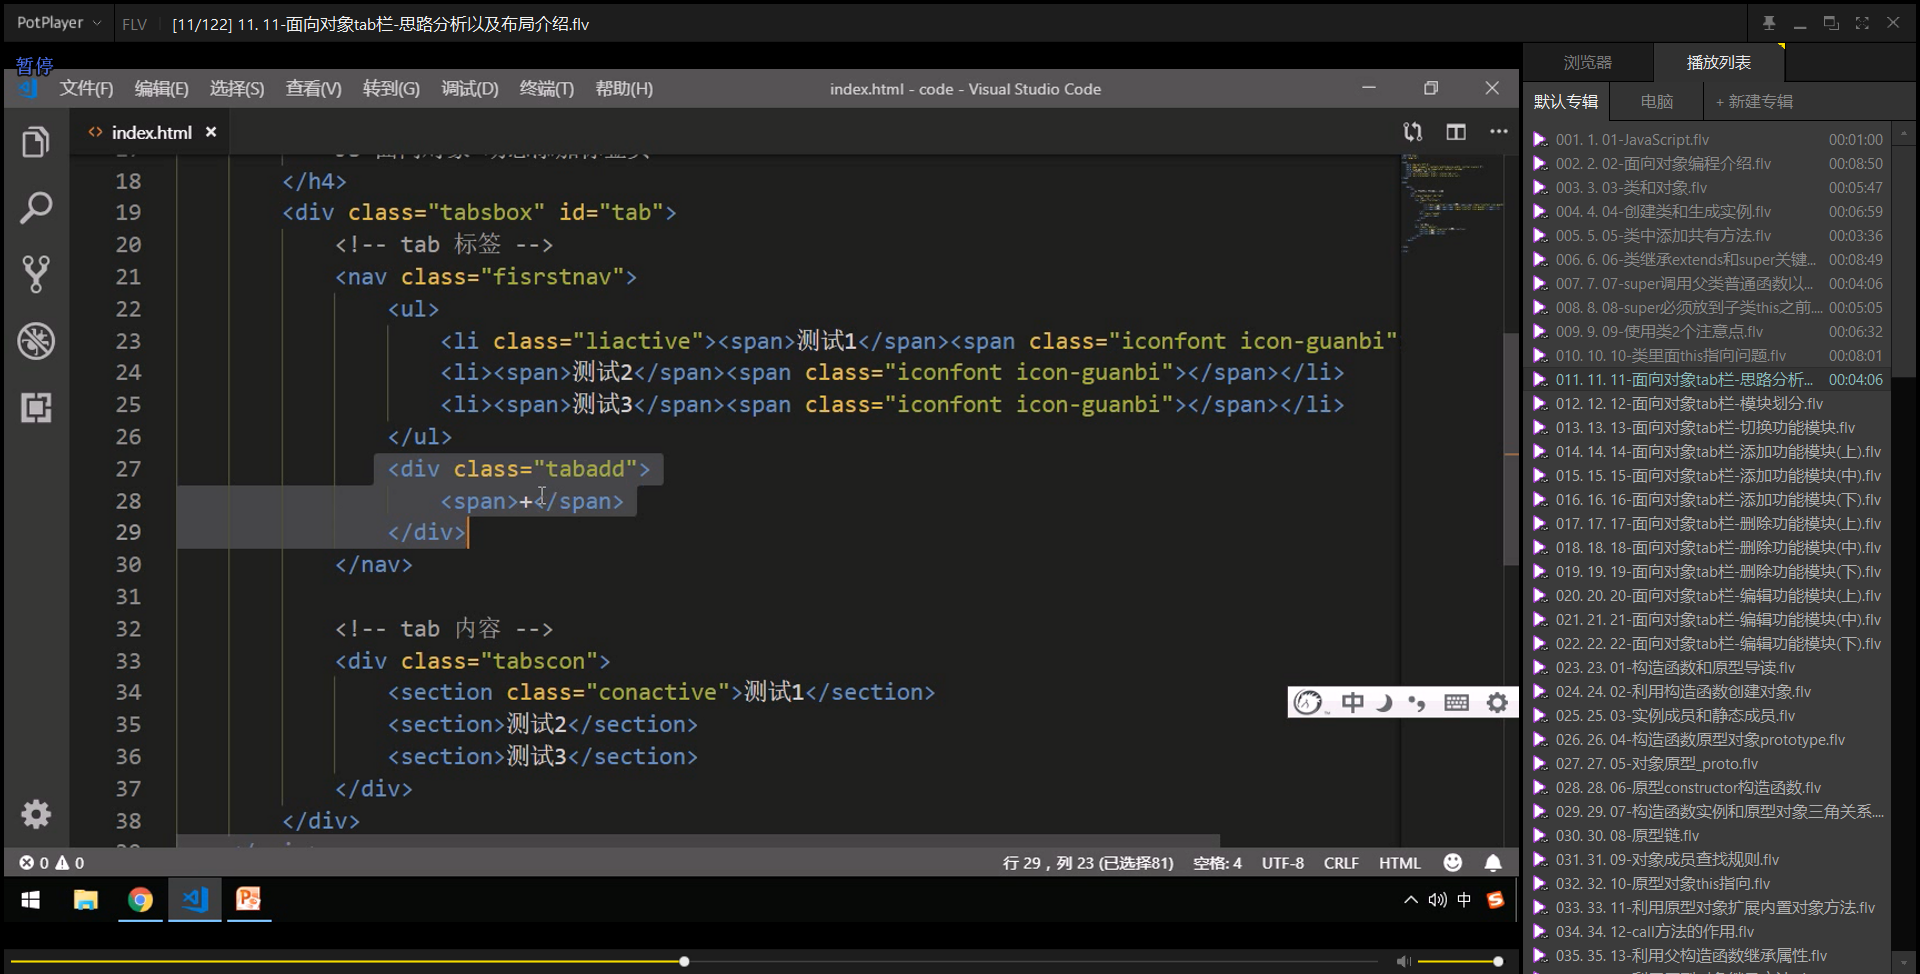 PotPlayer
FLV
[11/122] 11. 11-面向对象tab栏-思路分析以及布局介绍.flv
暂停
文件(F) 编辑(E) 选择(S) 查看(V) 转到(G) 调试(D) 终端(T) 帮助(H)
index.html - code - Visual Studio Code
<> index.html ×
18 </h4>
19 <div class="tabsbox" id="tab">
20 <!-- tab 标签 -->
21 <nav class="fisrstnav">
22 <ul>
23 <li class="liactive"><span>测试1</span><span class="iconfont icon-guanbi"
24 <li><span>测试2</span><span class="iconfont icon-guanbi"></span></li>
25 <li><span>测试3</span><span class="iconfont icon-guanbi"></span></li>
26 </ul>
27 <div class="tabadd">
28 <span>+</span>
29 </div>
30 </nav>
31
32 <!-- tab 内容 -->
33 <div class="tabscon">
34 <section class="conactive">测试1</section>
35 <section>测试2</section>
36 <section>测试3</section>
37 </div>
38 </div>
中
0 0
行 29，列 23 (已选择81) 空格: 4 UTF-8 CRLF HTML
中
浏览器 播放列表
默认专辑 电脑 + 新建专辑
001. 1. 01-JavaScript.flv 00:01:00
002. 2. 02-面向对象编程介绍.flv 00:08:50
003. 3. 03-类和对象.flv 00:05:47
004. 4. 04-创建类和生成实例.flv 00:06:59
005. 5. 05-类中添加共有方法.flv 00:03:36
006. 6. 06-类继承extends和super关键... 00:08:49
007. 7. 07-super调用父类普通函数以... 00:04:06
008. 8. 08-super必须放到子类this之前.... 00:05:05
009. 9. 09-使用类2个注意点.flv 00:06:32
010. 10. 10-类里面this指向问题.flv 00:08:01
011. 11. 11-面向对象tab栏-思路分析... 00:04:06
012. 12. 12-面向对象tab栏-模块划分.flv
013. 13. 13-面向对象tab栏-切换功能模块.flv
014. 14. 14-面向对象tab栏-添加功能模块(上).flv
015. 15. 15-面向对象tab栏-添加功能模块(中).flv
016. 16. 16-面向对象tab栏-添加功能模块(下).flv
017. 17. 17-面向对象tab栏-删除功能模块(上).flv
018. 18. 18-面向对象tab栏-删除功能模块(中).flv
019. 19. 19-面向对象tab栏-删除功能模块(下).flv
020. 20. 20-面向对象tab栏-编辑功能模块(上).flv
021. 21. 21-面向对象tab栏-编辑功能模块(中).flv
022. 22. 22-面向对象tab栏-编辑功能模块(下).flv
023. 23. 01-构造函数和原型导读.flv
024. 24. 02-利用构造函数创建对象.flv
025. 25. 03-实例成员和静态成员.flv
026. 26. 04-构造函数原型对象prototype.flv
027. 27. 05-对象原型_proto.flv
028. 28. 06-原型constructor构造函数.flv
029. 29. 07-构造函数实例和原型对象三角关系....
030. 30. 08-原型链.flv
031. 31. 09-对象成员查找规则.flv
032. 32. 10-原型对象this指向.flv
033. 33. 11-利用原型对象扩展内置对象方法.flv
034. 34. 12-call方法的作用.flv
035. 35. 13-利用父构造函数继承属性.flv